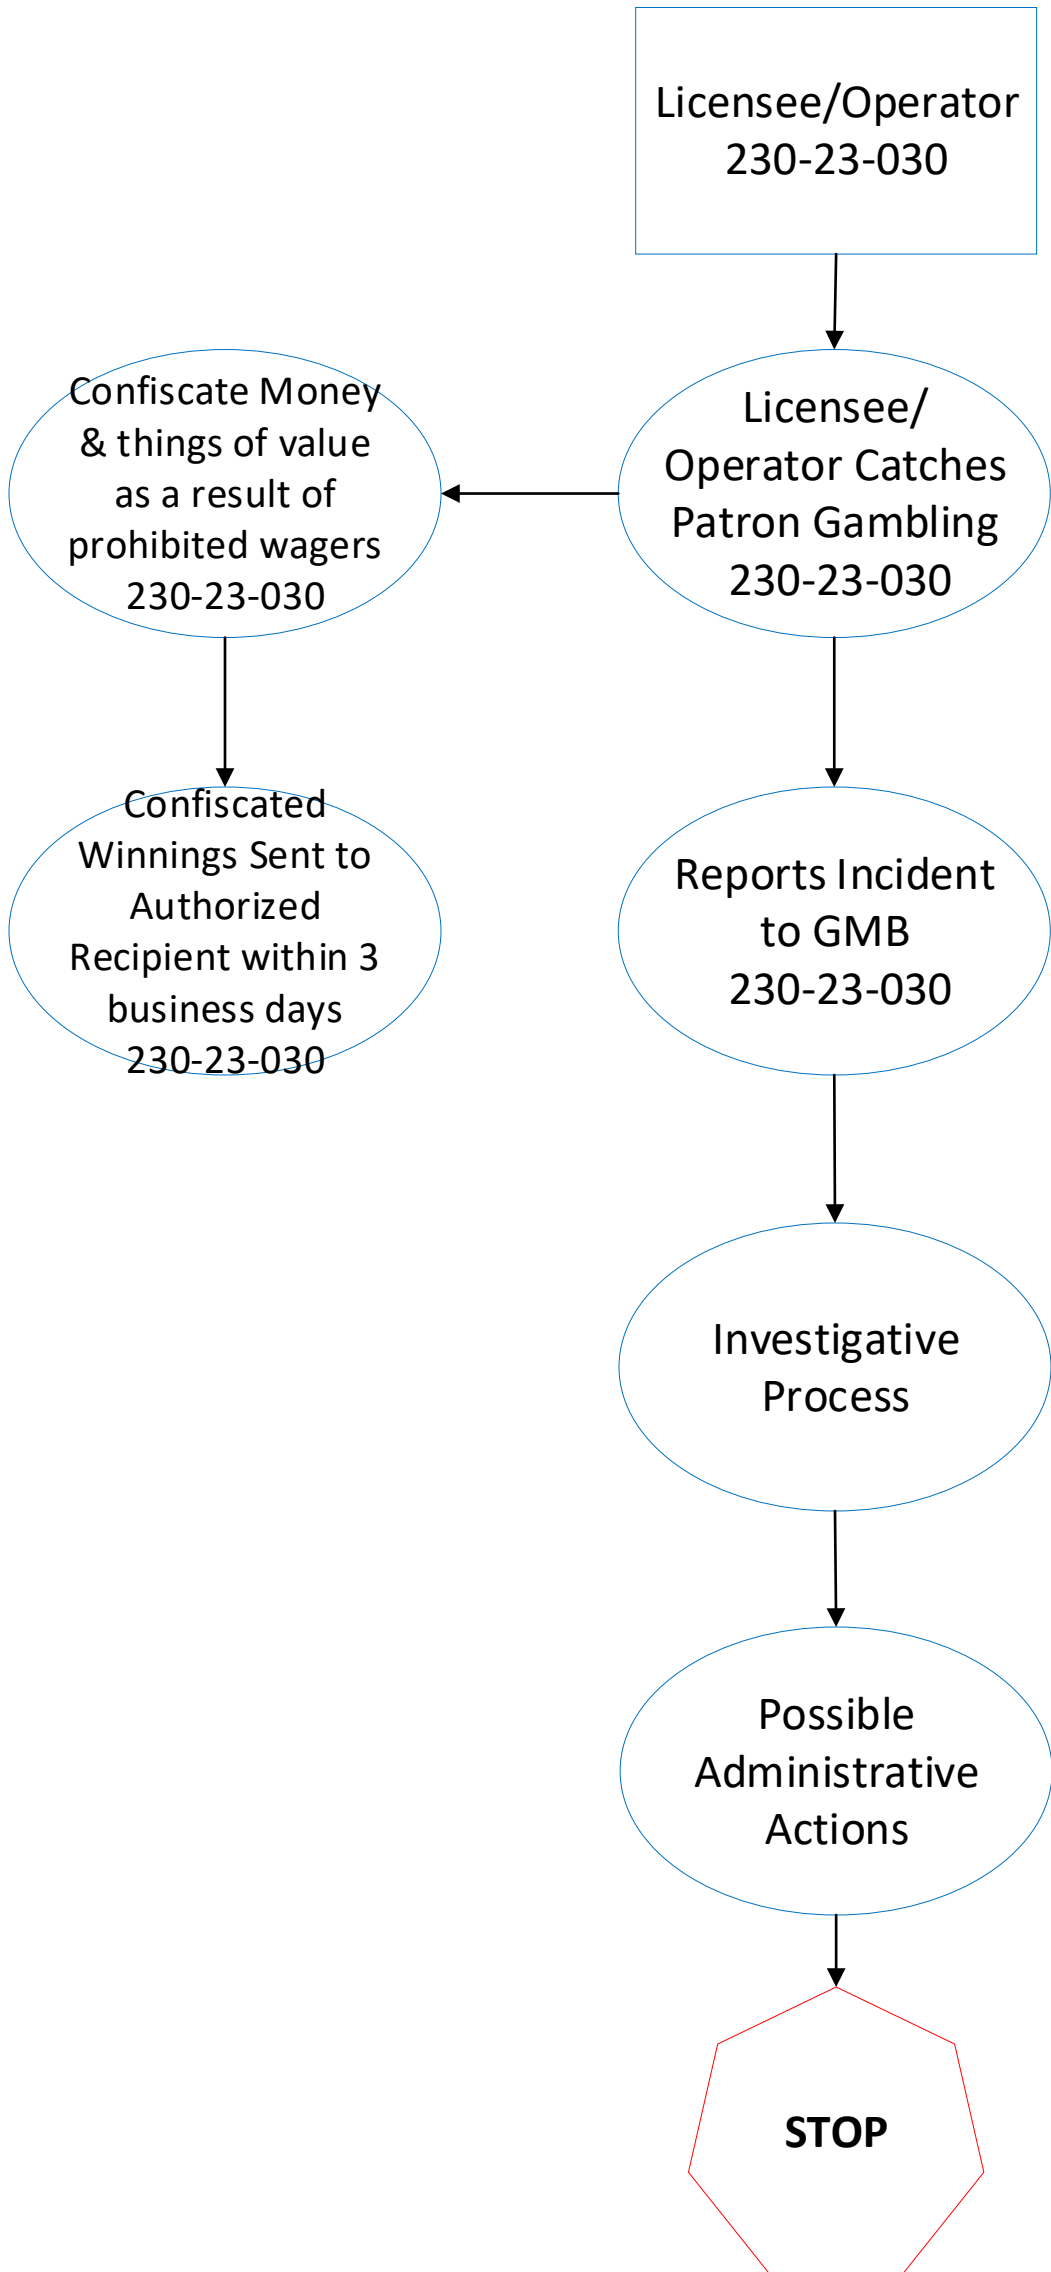 Licensee/Operator
230-23-030
Licensee/
Operator Catches
Patron Gambling
230-23-030
Confiscate Money
& things of value
as a result of
prohibited wagers
230-23-030
Confiscated
Winnings Sent to
Authorized
Recipient within 3
business days
230-23-030
Reports Incident
to GMB
230-23-030
Investigative
Process
Possible
Administrative
Actions
STOP